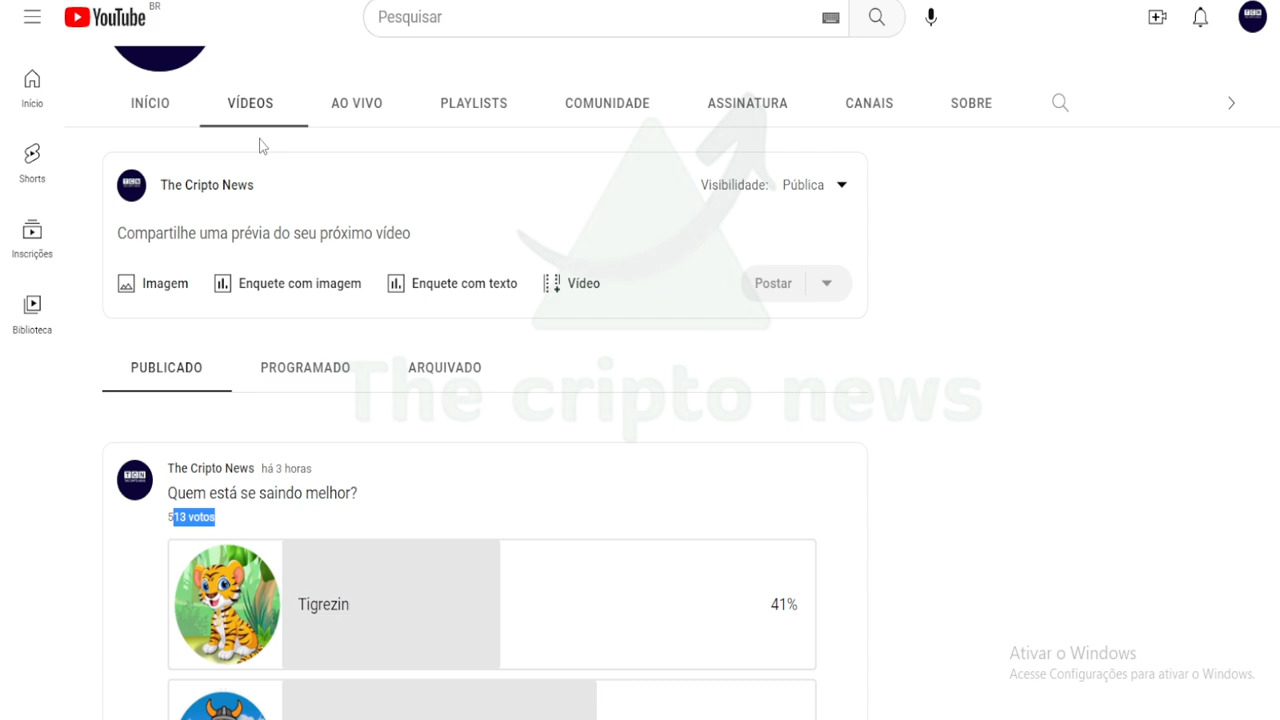 YouTube BR
Pesquisar
Início
Shorts
Inscrições
Biblioteca
INÍCIO VÍDEOS AO VIVO PLAYLISTS COMUNIDADE ASSINATURA CANAIS SOBRE
The Cripto News
Visibilidade: Pública
Compartilhe uma prévia do seu próximo vídeo
Imagem Enquete com imagem Enquete com texto Vídeo Postar
PUBLICADO PROGRAMADO ARQUIVADO
The cripto news
TCN
The Cripto News há 3 horas
Quem está se saindo melhor?
513 votos
Tigrezin 41%
Ativar o Windows
Acesse Configurações para ativar o Windows.